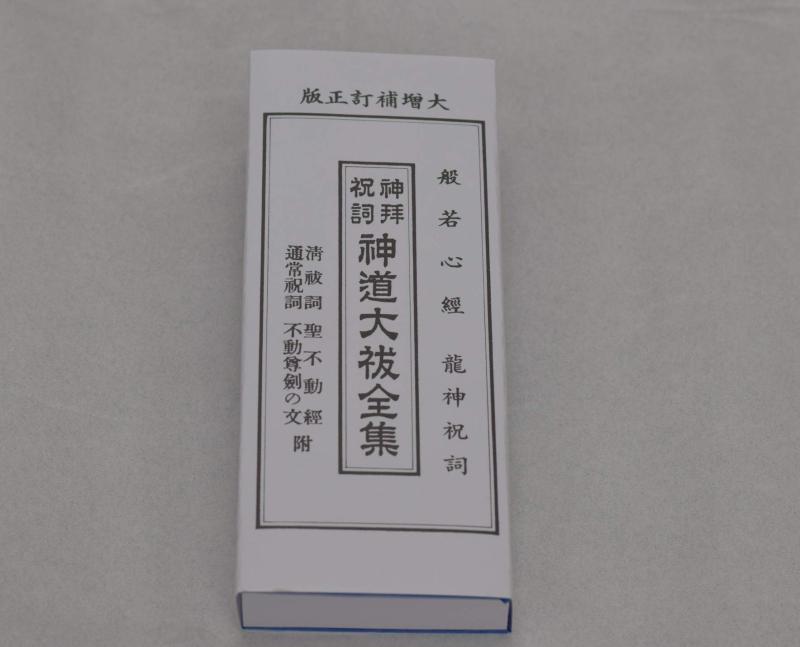 大増補訂正版
般若心經　龍神祝詞
神拜
祝詞
神道大祓全集
淸祓詞　聖不動經
通常祝詞　不動尊劍の文
附